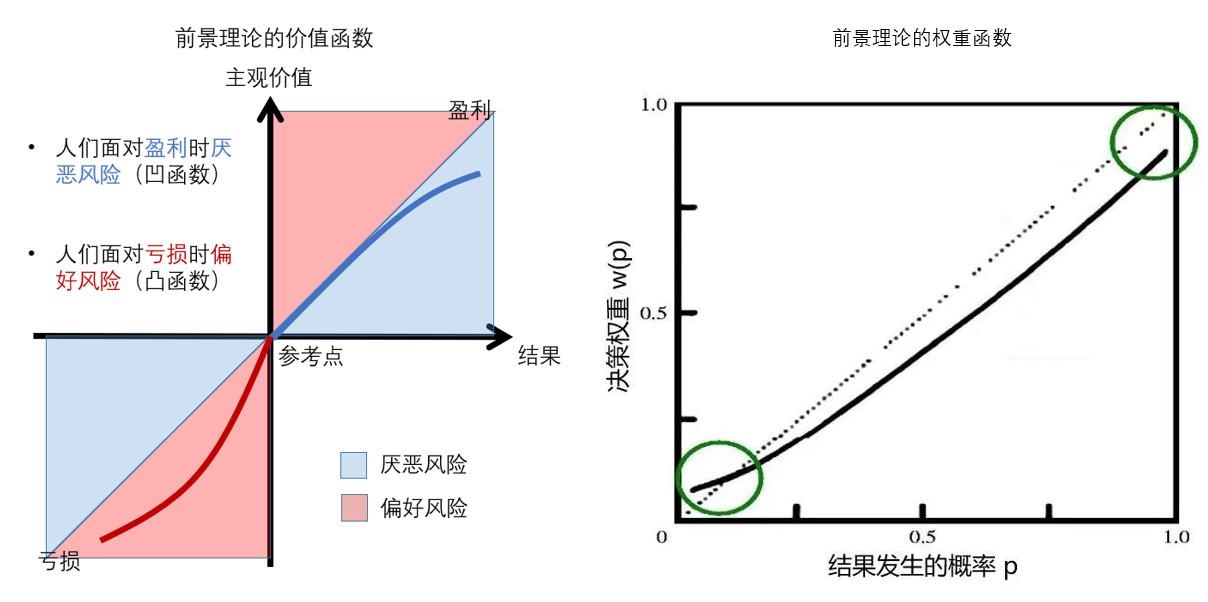 前景理论的价值函数
主观价值
盈利
• 人们面对盈利时厌
恶风险（凹函数）
• 人们面对亏损时偏
好风险（凸函数）
参考点
结果
厌恶风险
偏好风险
亏损
前景理论的权重函数
1.0
0.5
决策权重 w(p)
0
0.5
1.0
结果发生的概率 p